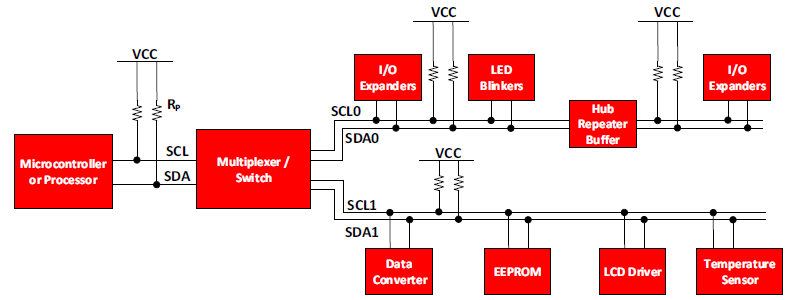 VCC
VCC
VCC
I/O
Expanders
LED
Blinkers
I/O
Expanders
RP
SCL0
Hub
Repeater
Buffer
SDA0
Microcontroller
or Processor
SCL
SDA
Multiplexer /
Switch
VCC
SCL1
SDA1
Data
Converter
EEPROM
LCD Driver
Temperature
Sensor